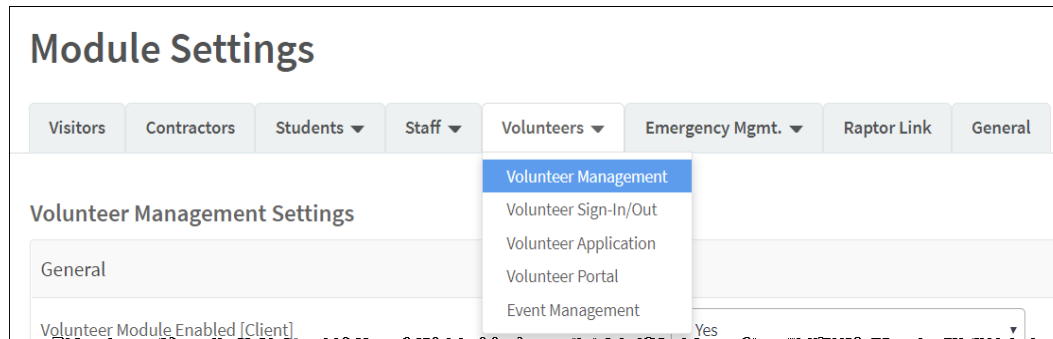 Module Settings
Visitors Contractors Students Staff Volunteers Emergency Mgmt. Raptor Link General
Volunteer Management
Volunteer Management Settings
Volunteer Sign-In/Out
Volunteer Application
General
Volunteer Portal
Event Management
Volunteer Module Enabled [Client] Yes